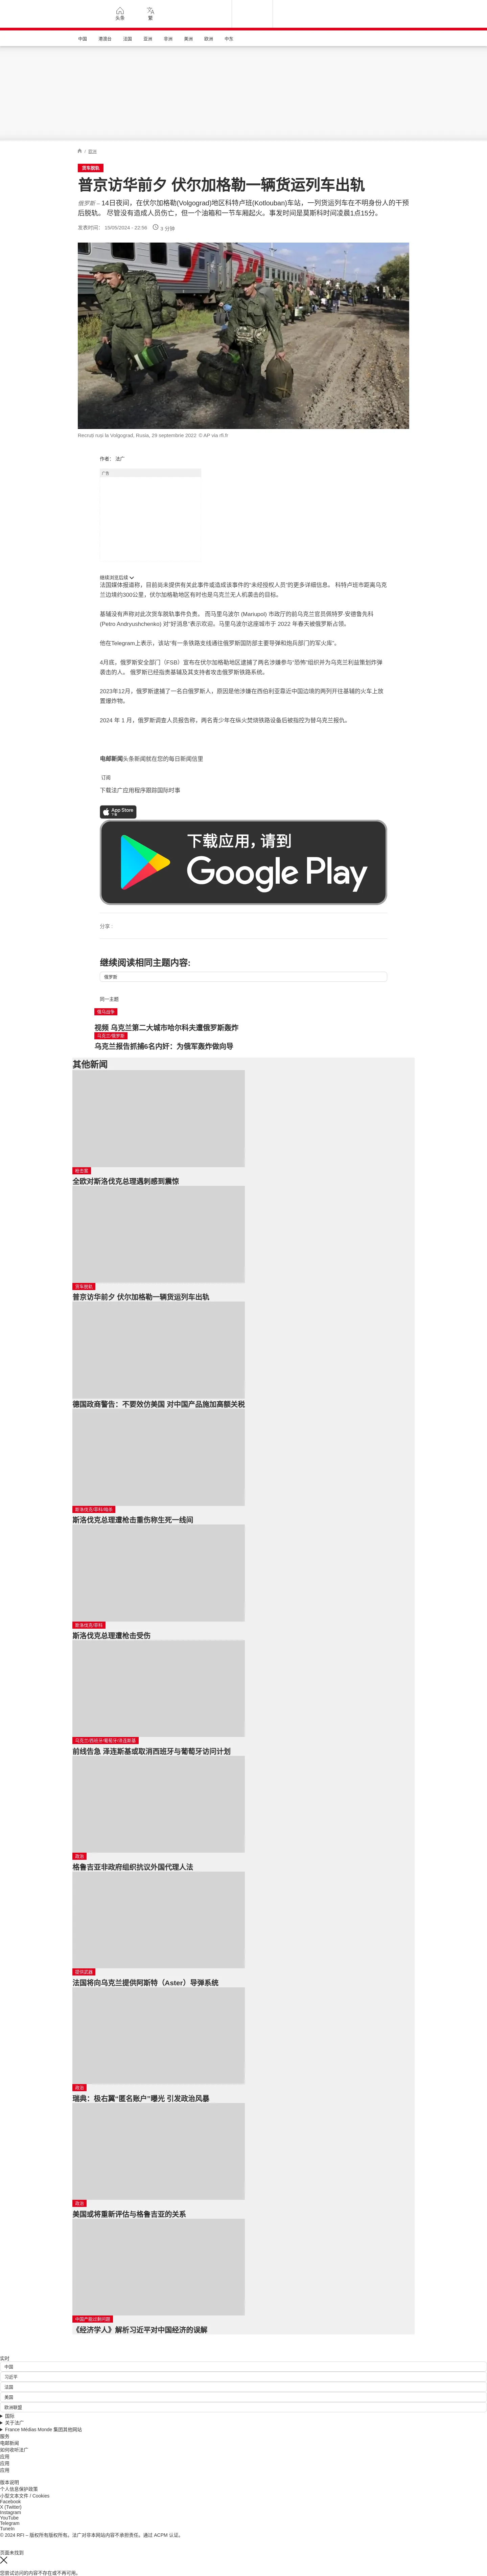 头条
繁
中国
港澳台
法国
亚洲
非洲
美洲
欧洲
中东
/ 欧洲
货车脱轨
普京访华前夕 伏尔加格勒一辆货运列车出轨
俄罗斯 – 14日夜间，在伏尔加格勒(Volgograd)地区科特卢班(Kotlouban)车站，一列货运列车在不明身份人的干预后脱轨。 尽管没有造成人员伤亡，但一个油箱和一节车厢起火。事发时间是莫斯科时间凌晨1点15分。
发表时间： 15/05/2024 - 22:56
3 分钟
Recruți ruși la Volgograd, Rusia, 29 septembrie 2022 © AP via rfi.fr
作者： 法广
广告
继续浏览后续
法国媒体报道称，目前尚未提供有关此事件或造成该事件的“未经授权人员”的更多详细信息。 科特卢班市距离乌克兰边境约300公里，伏尔加格勒地区有时也是乌克兰无人机袭击的目标。
基辅没有声称对此次货车脱轨事件负责。 而马里乌波尔 (Mariupol) 市政厅的前乌克兰官员佩特罗·安德鲁先科 (Petro Andryushchenko) 对“好消息”表示欢迎。马里乌波尔这座城市于 2022 年春天被俄罗斯占领。
他在Telegram上表示，该站“有一条铁路支线通往俄罗斯国防部主要导弹和炮兵部门的军火库”。
4月底，俄罗斯安全部门（FSB）宣布在伏尔加格勒地区逮捕了两名涉嫌参与“恐怖”组织并为乌克兰利益策划炸弹袭击的人。 俄罗斯已经指责基辅及其支持者攻击俄罗斯铁路系统。
2023年12月，俄罗斯逮捕了一名白俄罗斯人，原因是他涉嫌在西伯利亚靠近中国边境的两列开往基辅的火车上放置爆炸物。
2024 年 1 月，俄罗斯调查人员报告称，两名青少年在纵火焚烧铁路设备后被指控为替乌克兰报仇。
电邮新闻头条新闻就在您的每日新闻信里
订阅
下载法广应用程序跟踪国际时事
App Store
下载
下载应用，请到
Google Play
分享 :
继续阅读相同主题内容:
俄罗斯
同一主题
俄乌战争
视频 乌克兰第二大城市哈尔科夫遭俄罗斯轰炸
乌克兰/俄罗斯
乌克兰报告抓捕6名内奸：为俄军轰炸做向导
其他新闻
枪击案
全欧对斯洛伐克总理遇刺感到震惊
货车脱轨
普京访华前夕 伏尔加格勒一辆货运列车出轨
德国政商警告：不要效仿美国 对中国产品施加高额关税
斯洛伐克/菲科/枪击
斯洛伐克总理遭枪击重伤称生死一线间
斯洛伐克/菲科
斯洛伐克总理遭枪击受伤
乌克兰/西班牙/葡萄牙/泽连斯基
前线告急 泽连斯基或取消西班牙与葡萄牙访问计划
政治
格鲁吉亚非政府组织抗议外国代理人法
提供武器
法国将向乌克兰提供阿斯特（Aster）导弹系统
政治
瑞典：极右翼“匿名账户”曝光 引发政治风暴
政治
美国或将重新评估与格鲁吉亚的关系
中国产能过剩问题
《经济学人》解析习近平对中国经济的误解
实时
中国
习近平
法国
美国
欧洲联盟
国际
关于法广
France Médias Monde 集团其他网站
服务
电邮新闻
如何收听法广
应用
应用
应用
版本说明
个人信息保护政策
小型文本文件 / Cookies
Facebook
X (Twitter)
Instagram
YouTube
Telegram
TuneIn
© 2024 RFI – 版权所有版权所有。法广对非本网站内容不承担责任。通过 ACPM 认证。
页面未找到
您尝试访问的内容不存在或不再可用。